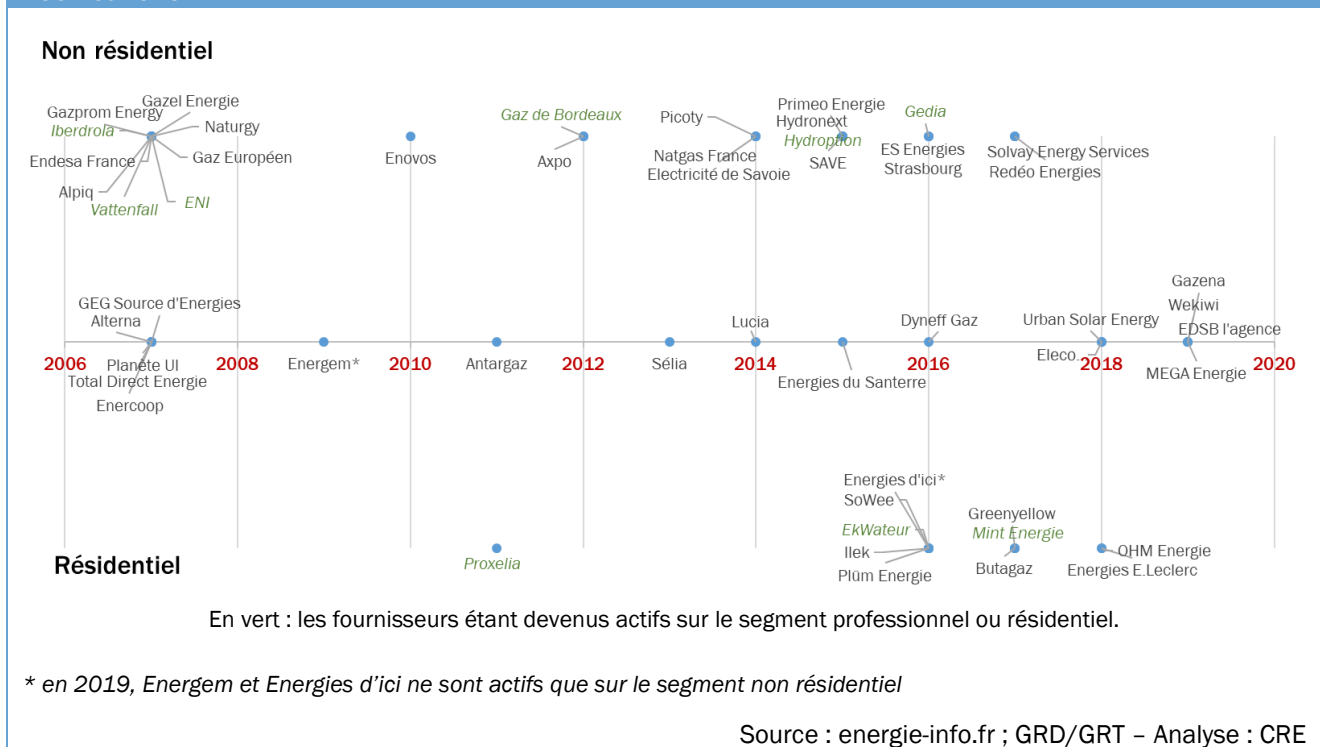 Non résidentiel
Gazprom Energy
Gazel Energie
Iberdrola
Naturgy
Endesa France
Gaz Européen
Alpiq
Vattenfall
ENI
Enovos
Gaz de Bordeaux
Axpo
Picoty
Natgas France
Electricité de Savoie
Primeo Energie
Hydronext
Hydroption
SAVE
Gedia
ES Energies
Strasbourg
Solvay Energy Services
Redéo Energies
GEG Source d'Energies
Alterna
Lucia
Dyneff Gaz
Urban Solar Energy
Gazena
Wekiwi
EDSB l'agence
2006
2008
2010
2012
2014
2016
2018
2020
Planète UI
Total Direct Energie
Enercoop
Energem*
Antargaz
Sélia
Energies du Santerre
Eleco
MEGA Energie
Energies d'ici*
SoWee
EkWateur
Ilek
Plüm Energie
Greenyellow
Mint Energie
Butagaz
OHM Energie
Energies E.Leclerc
Proxelia
Résidentiel
En vert : les fournisseurs étant devenus actifs sur le segment professionnel ou résidentiel.
* en 2019, Energem et Energies d'ici ne sont actifs que sur le segment non résidentiel
Source : energie-info.fr ; GRD/GRT – Analyse : CRE